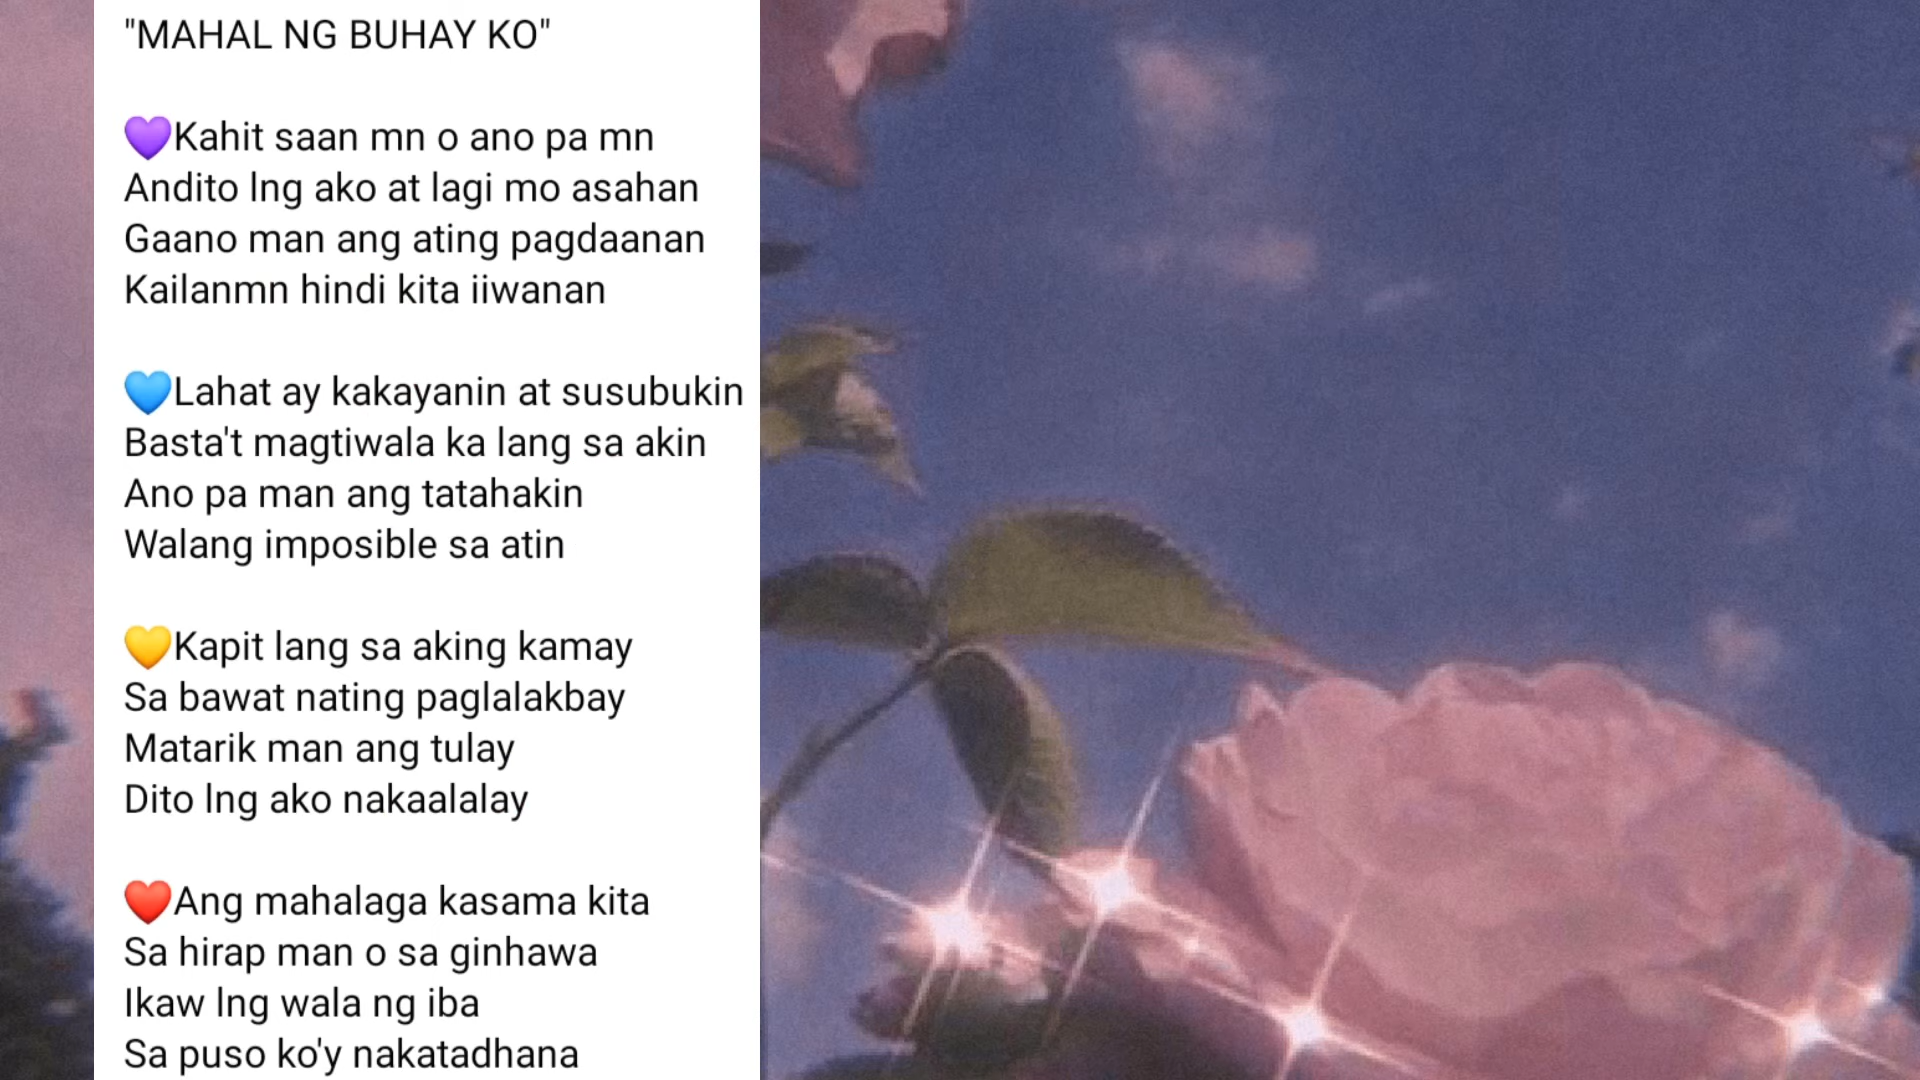 "MAHAL NG BUHAY KO"
💜Kahit saan mn o ano pa mn
Andito lng ako at lagi mo asahan
Gaano man ang ating pagdaanan
Kailanmn hindi kita iiwanan
💙Lahat ay kakayanin at susubukin
Basta't magtiwala ka lang sa akin
Ano pa man ang tatahakin
Walang imposible sa atin
💛Kapit lang sa aking kamay
Sa bawat nating paglalakbay
Matarik man ang tulay
Dito lng ako nakaalalay
❤️Ang mahalaga kasama kita
Sa hirap man o sa ginhawa
Ikaw lng wala ng iba
Sa puso ko'y nakatadhana